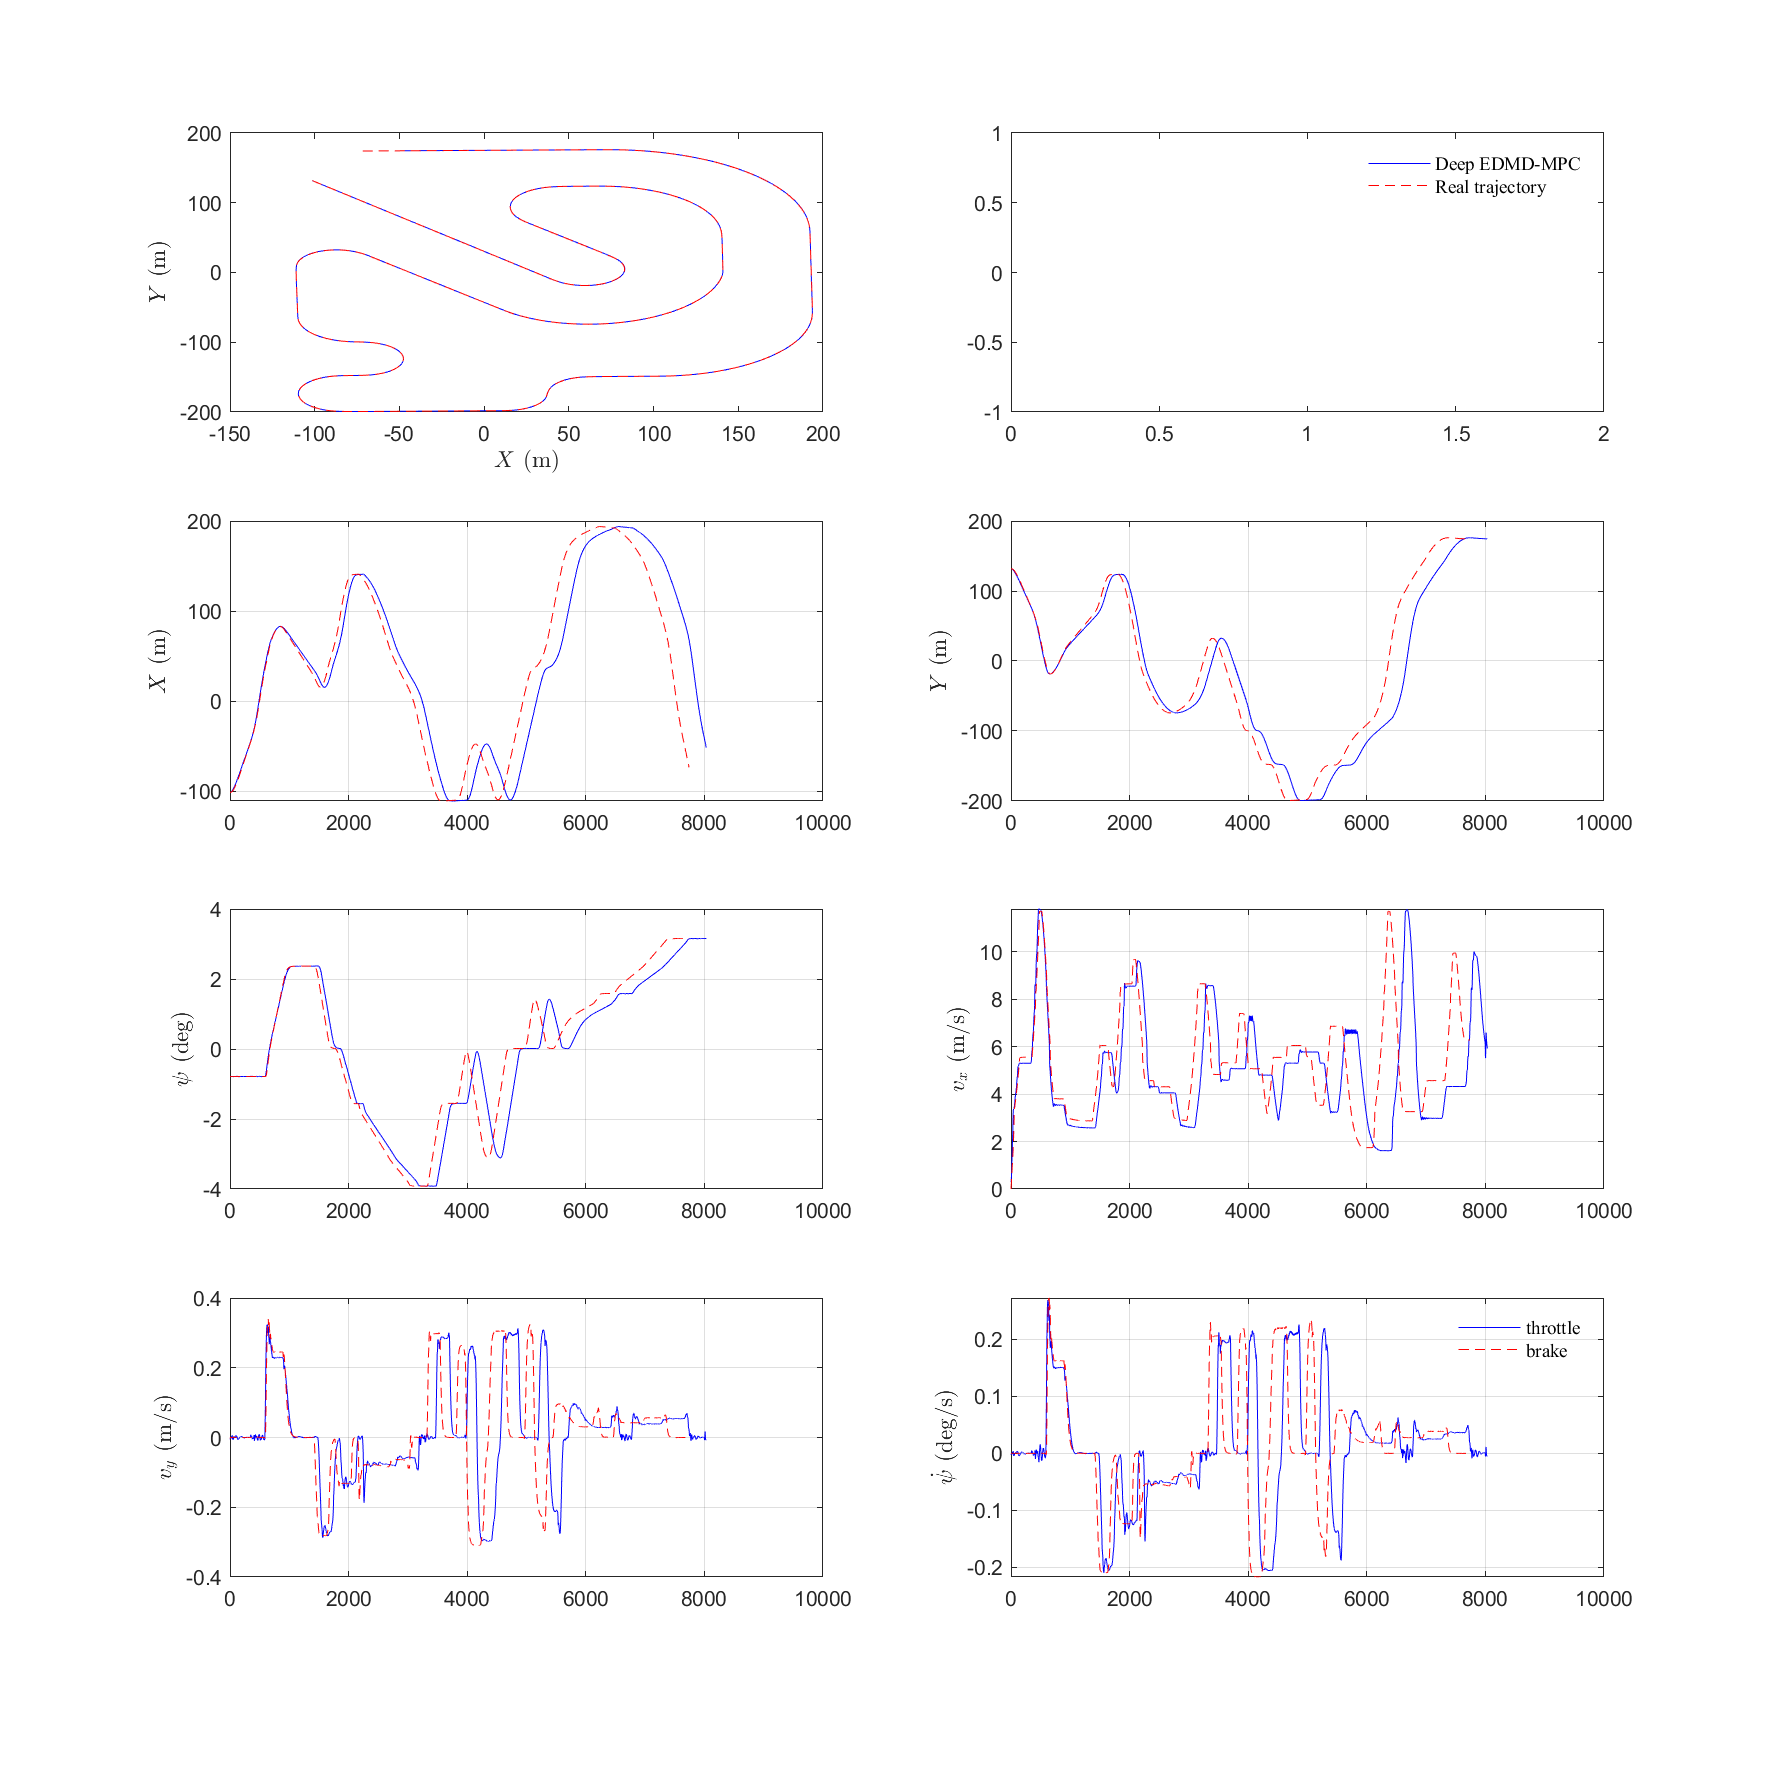 200
100
0
-100
-200
-150 -100 -50 0 50 100 150 200
X (m)
Y (m)
1
0.5
0
-0.5
-1
0 0.5 1 1.5 2
Deep EDMD-MPC
Real trajectory
200
100
0
-100
0 2000 4000 6000 8000 10000
X (m)
200
100
0
-100
-200
0 2000 4000 6000 8000 10000
Y (m)
4
2
0
-2
-4
0 2000 4000 6000 8000 10000
ψ (deg)
10
8
6
4
2
0
0 2000 4000 6000 8000 10000
v_x (m/s)
0.4
0.2
0
-0.2
-0.4
0 2000 4000 6000 8000 10000
v_y (m/s)
0.2
0.1
0
-0.1
-0.2
0 2000 4000 6000 8000 10000
ψ̇ (deg/s)
throttle
brake